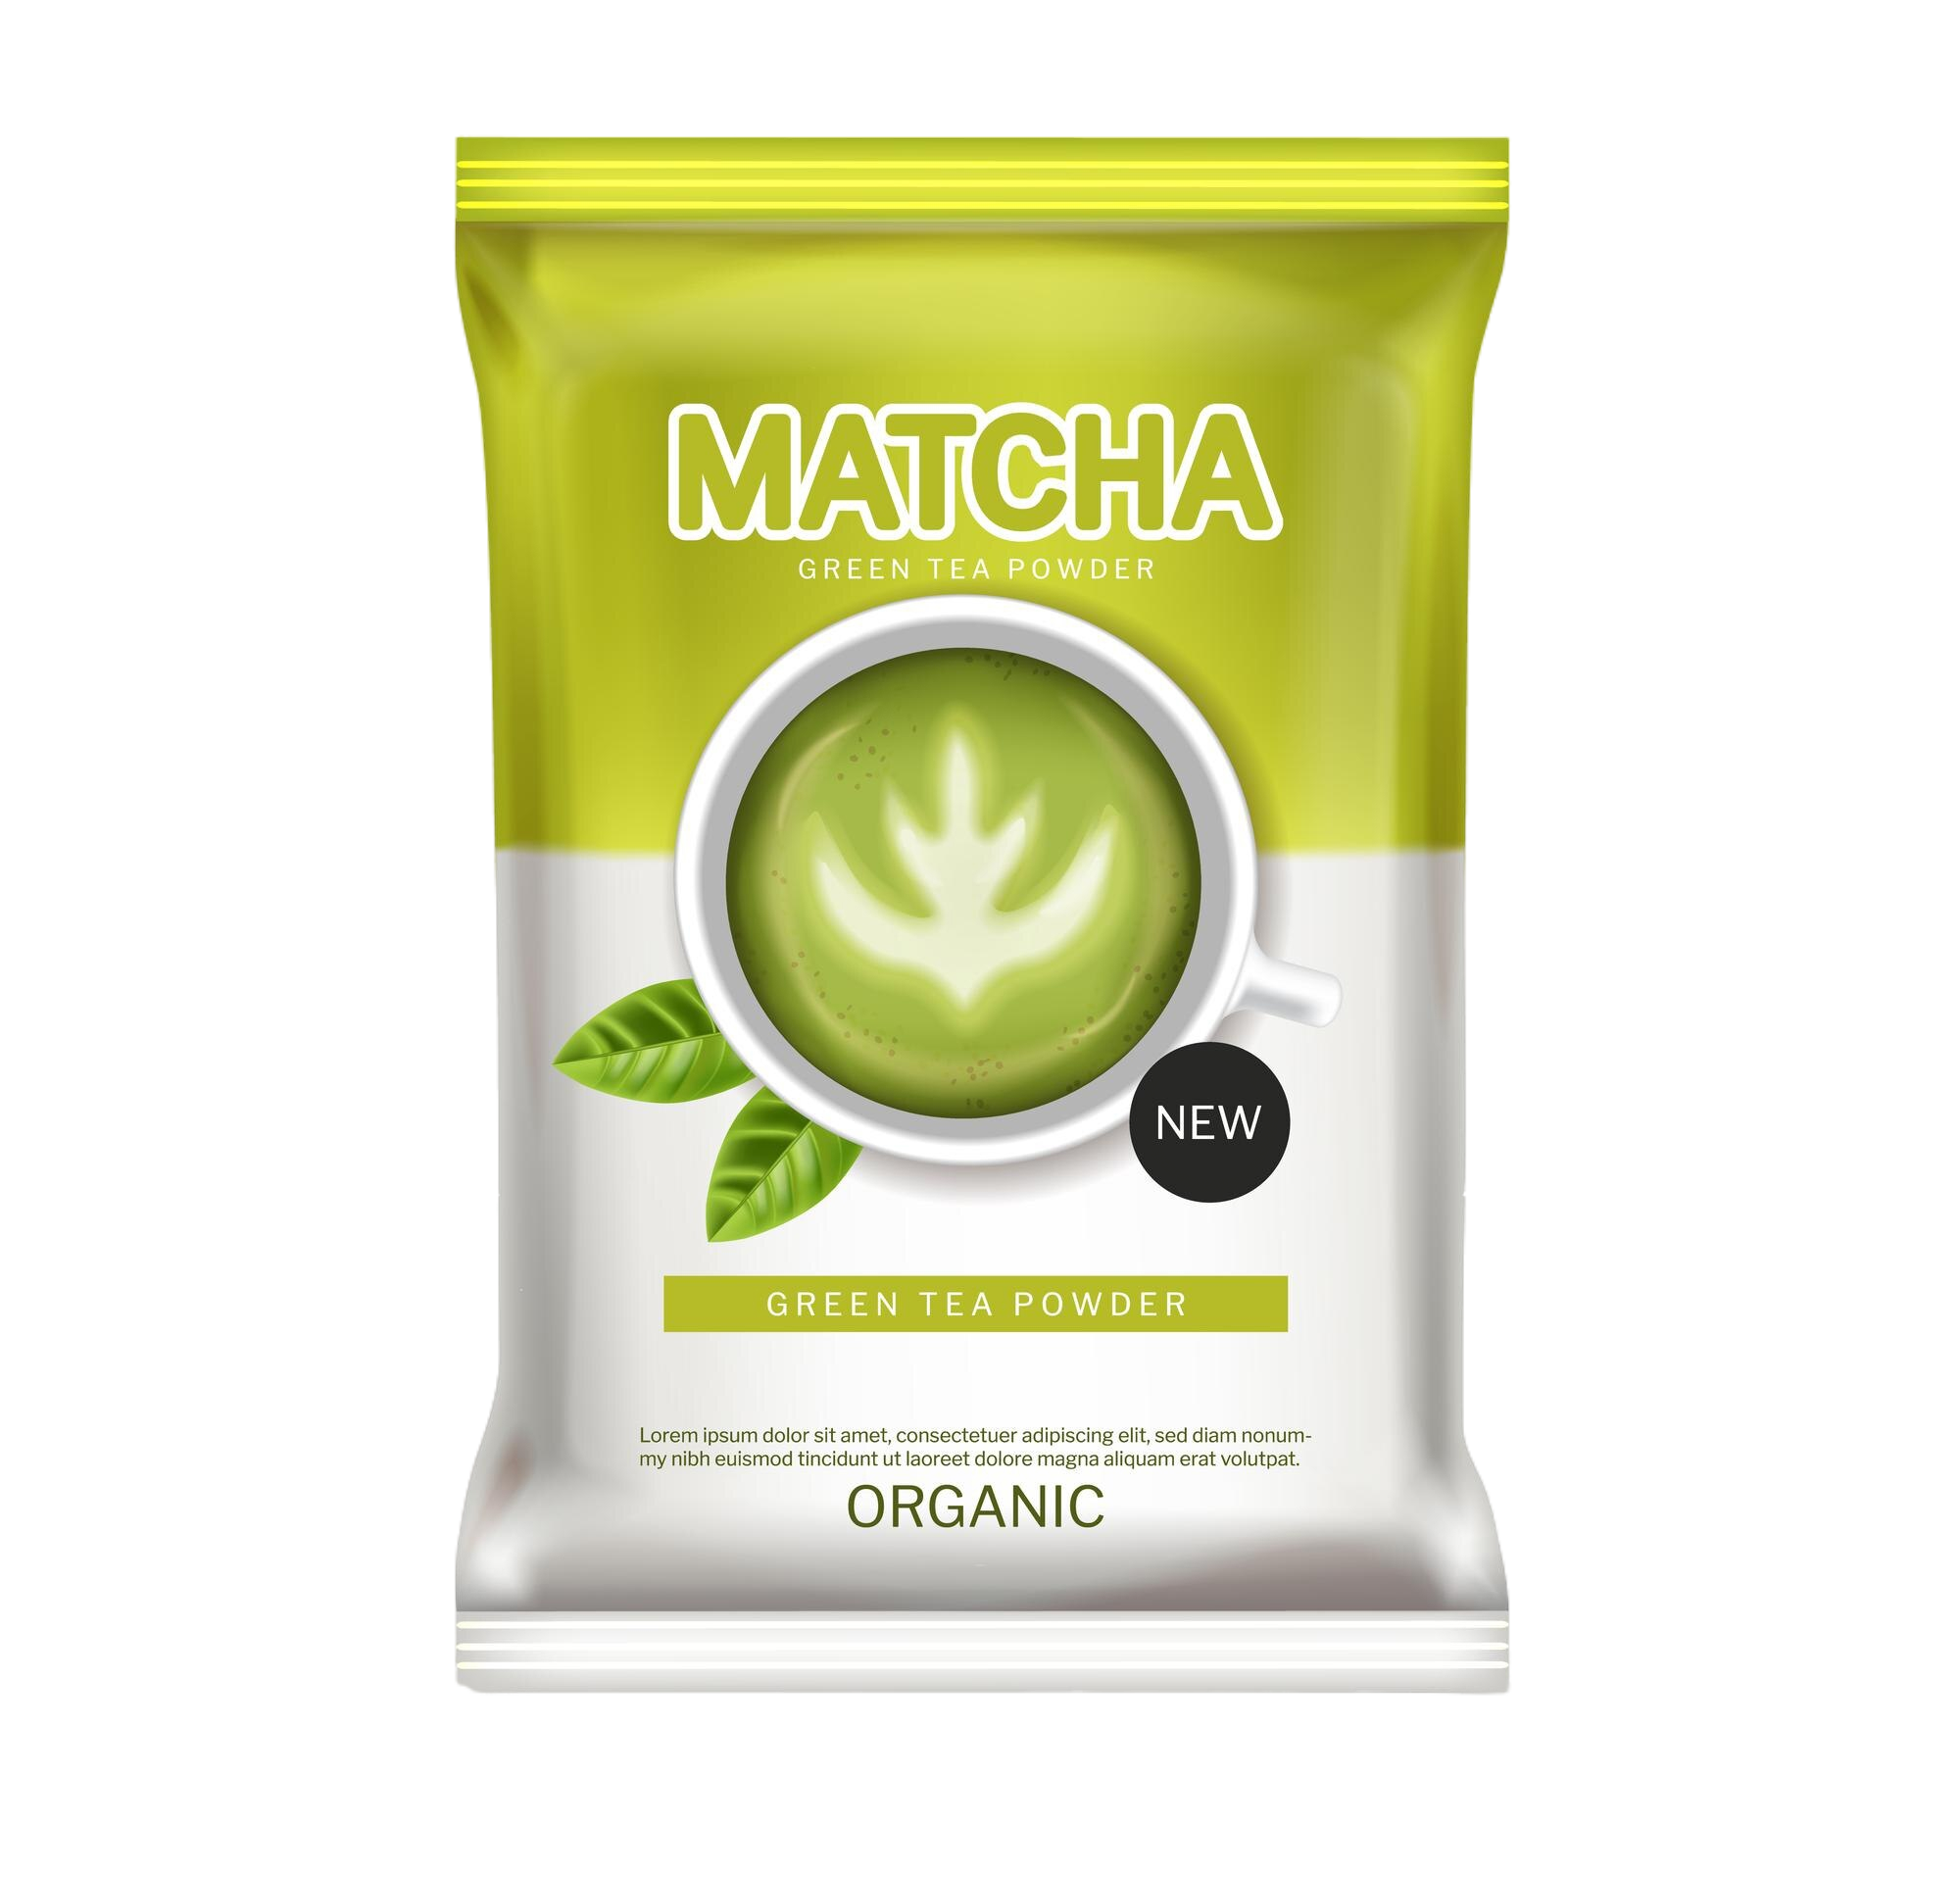 MATCHA
GREEN TEA POWDER
NEW
GREEN TEA POWDER
Lorem ipsum dolor sit amet, consectetuer adipiscing elit, sed diam nonum-
my nibh euismod tincidunt ut laoreet dolore magna aliquam erat volutpat.
ORGANIC